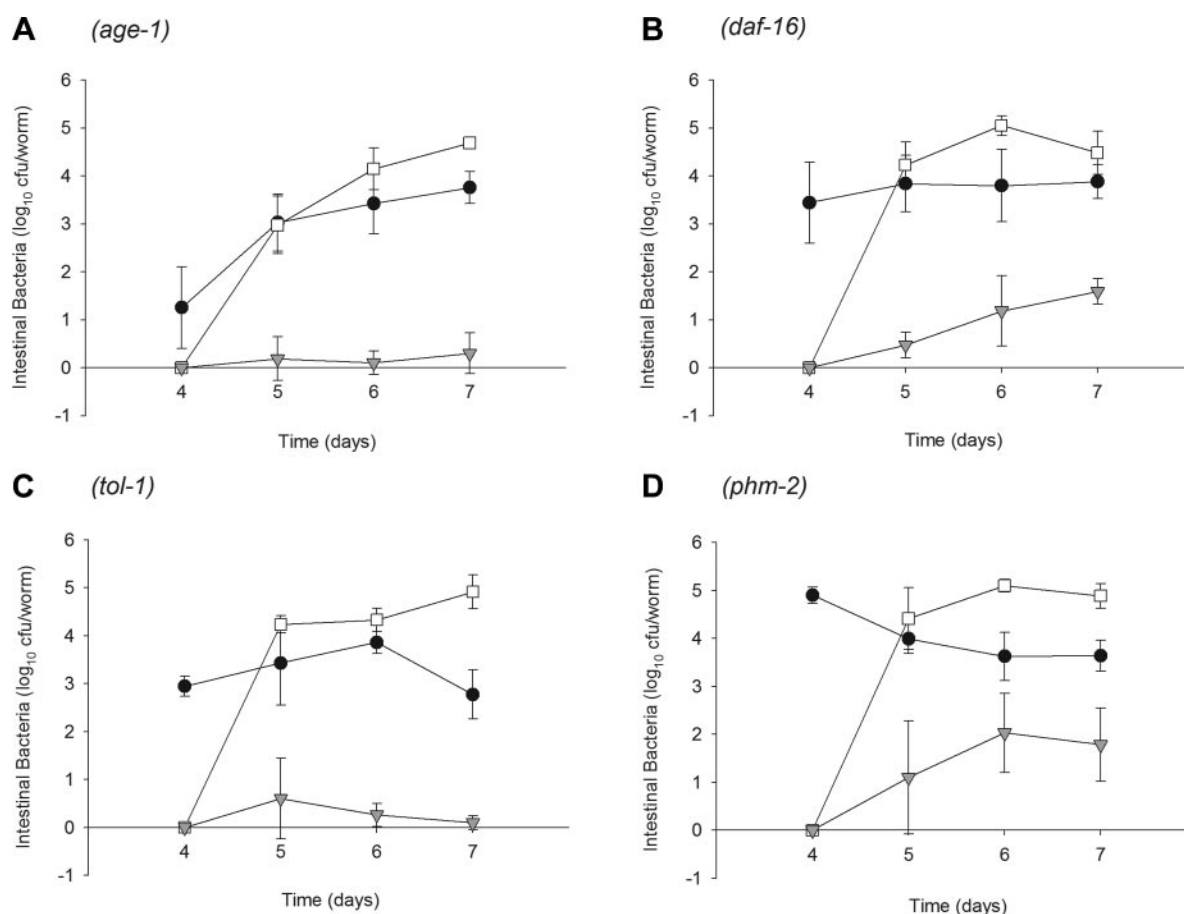 A (age-1)
Intestinal Bacteria (log10 cfu/worm)
6
5
4
3
2
1
0
-1
4 5 6 7
Time (days)
B (daf-16)
Intestinal Bacteria (log10 cfu/worm)
6
5
4
3
2
1
0
-1
4 5 6 7
Time (days)
C (tol-1)
Intestinal Bacteria (log10 cfu/worm)
6
5
4
3
2
1
0
-1
4 5 6 7
Time (days)
D (phm-2)
Intestinal Bacteria (log10 cfu/worm)
6
5
4
3
2
1
0
-1
4 5 6 7
Time (days)